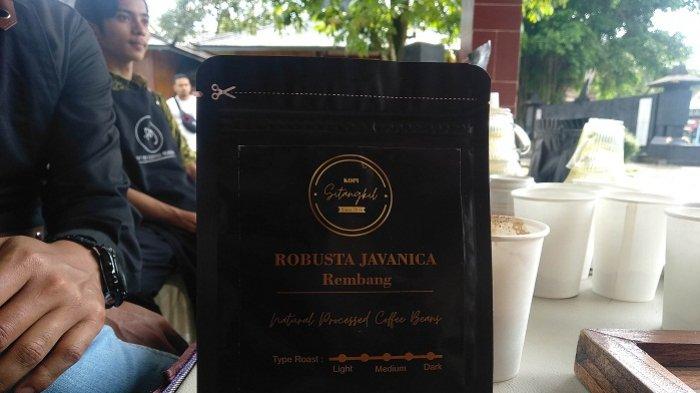 KOPI
Sitangkil
ROBUSTA JAVANICA
Rembang
Natural Processed Coffee Beans
Type Roast :
Light Medium Dark